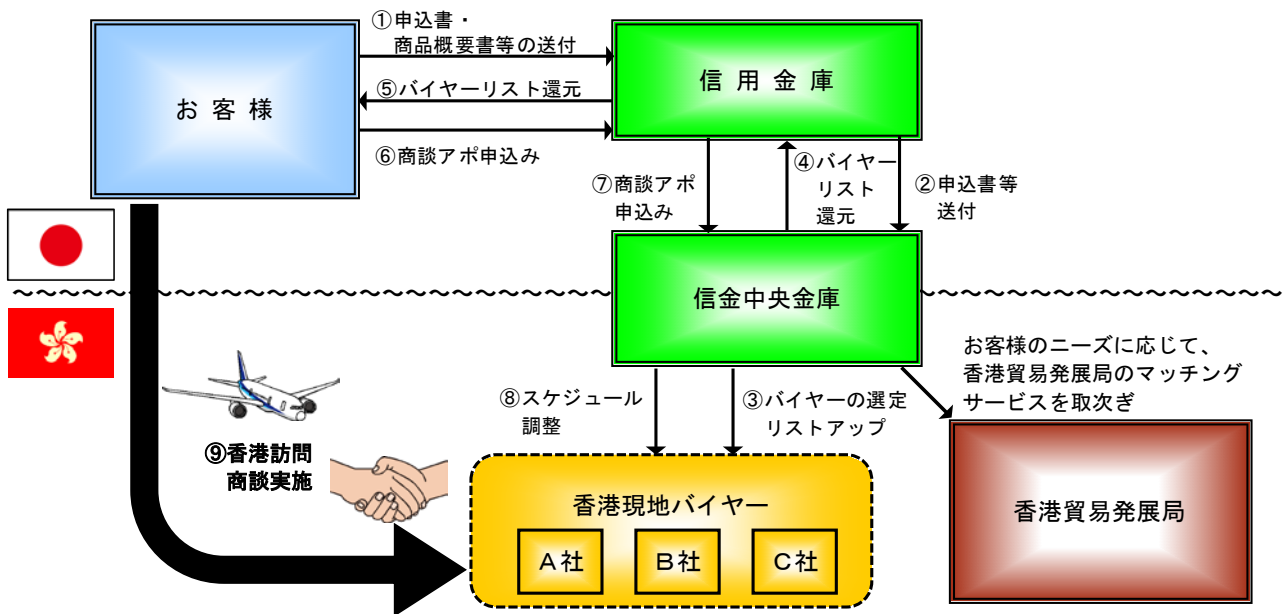 ①申込書・
商品概要書等の送付
お客様
信用金庫
⑤バイヤーリスト還元
⑥商談アポ申込み
⑦商談アポ
申込み
④バイヤー
リスト
還元
②申込書等
送付
信金中央金庫
お客様のニーズに応じて、
香港貿易発展局のマッチング
サービスを取次ぎ
⑧スケジュール
調整
③バイヤーの選定
リストアップ
⑨香港訪問
商談実施
香港現地バイヤー
A社
B社
C社
香港貿易発展局